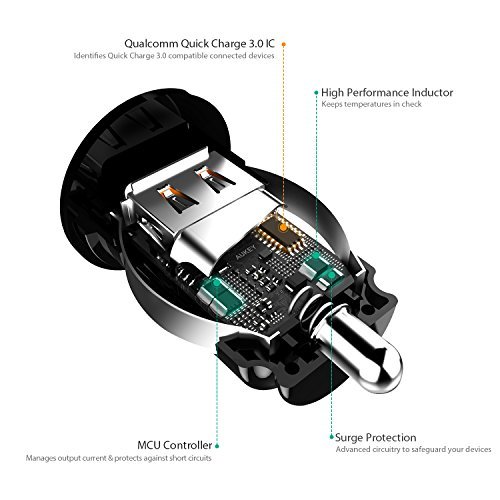 Qualcomm Quick Charge 3.0 IC
Identifies Quick Charge 3.0 compatible connected devices
High Performance Inductor
Keeps temperatures in check
AUKEY
MCU Controller
Manages output current & protects against short circuits
Surge Protection
Advanced circuitry to safeguard your devices